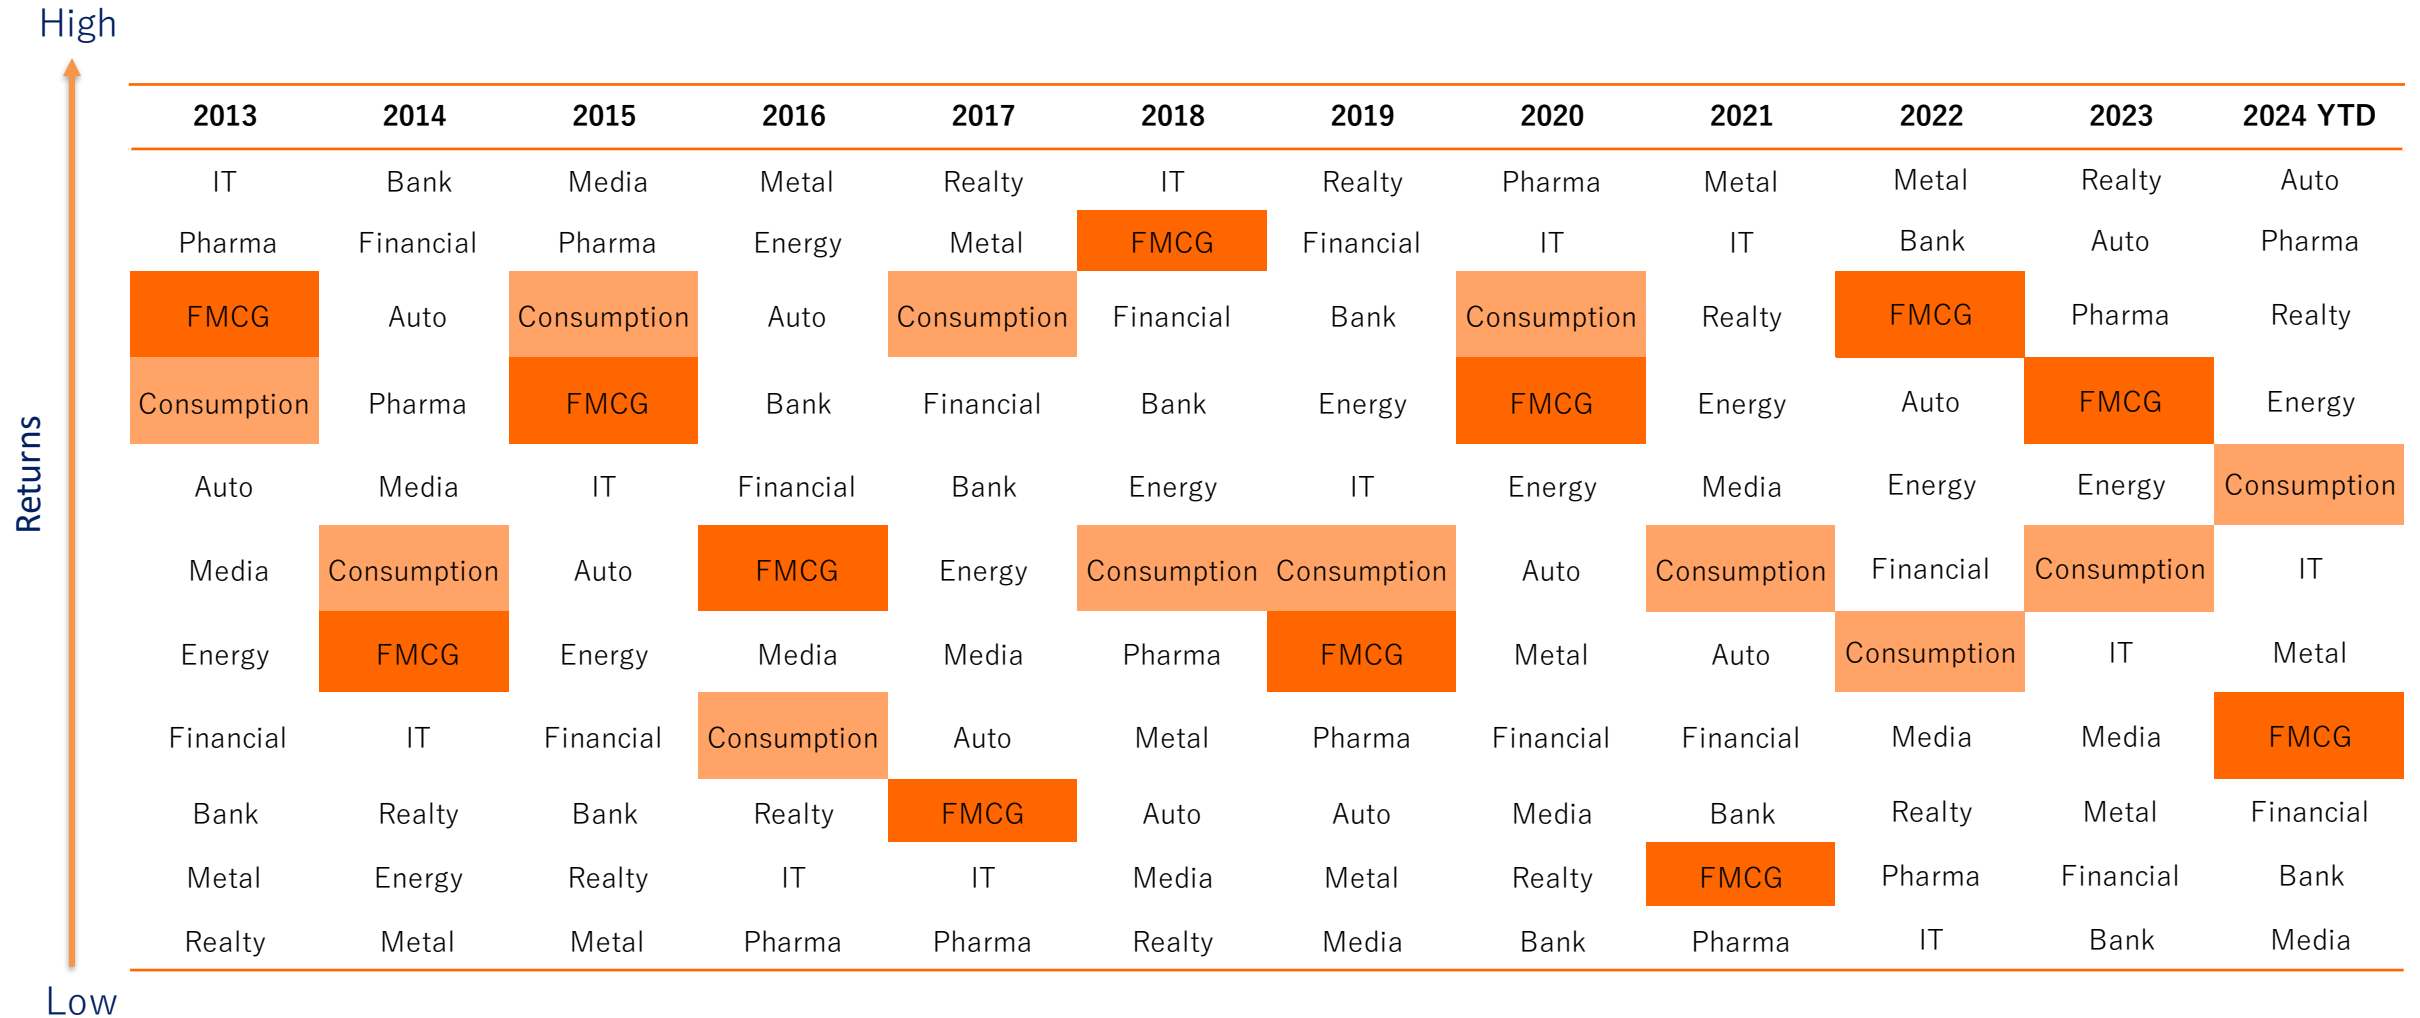 High
2013 2014 2015 2016 2017 2018 2019 2020 2021 2022 2023 2024 YTD
IT Bank Media Metal Realty IT Realty Pharma Metal Metal Realty Auto
Pharma Financial Pharma Energy Metal FMCG Financial IT IT Bank Auto Pharma
FMCG Auto Consumption Auto Consumption Financial Bank Consumption Realty FMCG Pharma Realty
Consumption Pharma FMCG Bank Financial Bank Energy FMCG Energy Auto FMCG Energy
Auto Media IT Financial Bank Energy IT Energy Media Energy Energy Consumption
Returns
Media Consumption Auto FMCG Energy Consumption Consumption Auto Consumption Financial Consumption IT
Energy FMCG Energy Media Media Pharma FMCG Metal Auto Consumption IT Metal
Financial IT Financial Consumption Auto Metal Pharma Financial Financial Media Media FMCG
Bank Realty Bank Realty FMCG Auto Auto Media Bank Realty Metal Financial
Metal Energy Realty IT IT Media Metal Realty FMCG Pharma Financial Bank
Realty Metal Metal Pharma Pharma Realty Media Bank Pharma IT Bank Media
Low